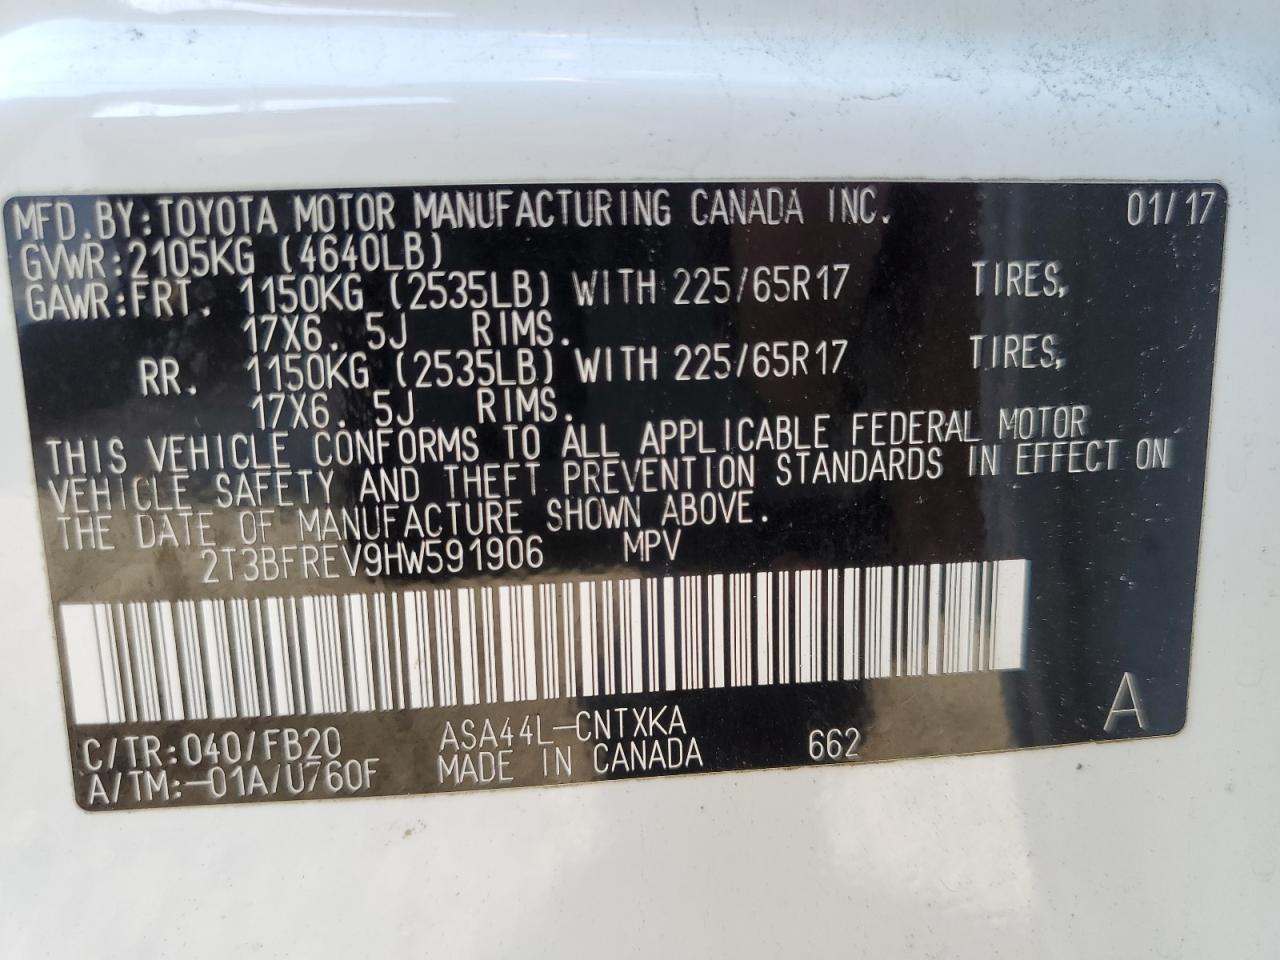 MFD.BY:TOYOTA MOTOR MANUFACTURING CANADA INC. 01/17
GVWR:2105KG (4640LB)
GAWR:FRT. 1150KG (2535LB) WITH 225/65R17 TIRES,
17X6. 5J RIMS.
RR. 1150KG (2535LB) WITH 225/65R17 TIRES,
17X6. 5J RIMS.
THIS VEHICLE CONFORMS TO ALL APPLICABLE FEDERAL MOTOR
VEHICLE SAFETY AND THEFT PREVENTION STANDARDS IN EFFECT ON
THE DATE OF MANUFACTURE SHOWN ABOVE.
2T3BFREV9HW591906 MPV
C/TR:040/FB20 ASA44L-CNTXKA 662 A
A/TM:-01A/U760F MADE IN CANADA